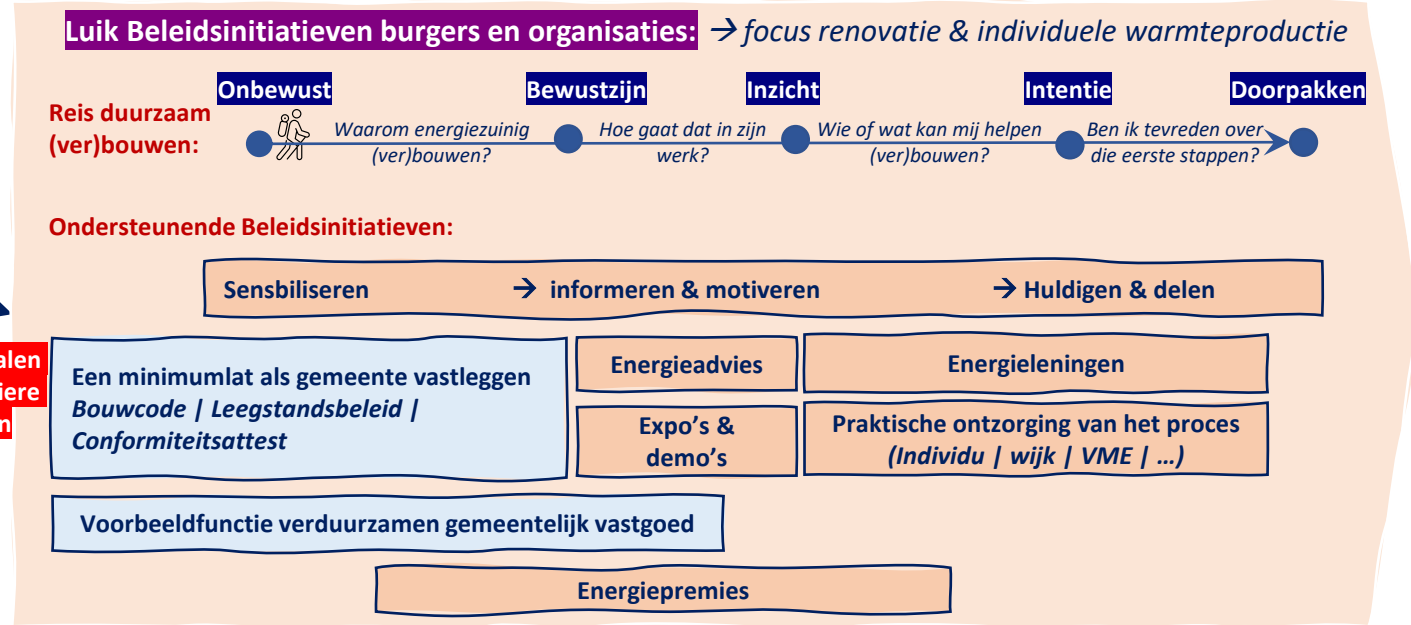 Luik Beleidsinitiatieven burgers en organisaties: → focus renovatie & individuele warmteproductie
Onbewust Bewustzijn Inzicht Intentie Doorpakken
Reis duurzaam
(ver)bouwen:
Waarom energiezuinig
(ver)bouwen?
Hoe gaat dat in zijn
werk?
Wie of wat kan mij helpen
(ver)bouwen?
Ben ik tevreden over
die eerste stappen?
Ondersteunende Beleidsinitiatieven:
Sensbiliseren → informeren & motiveren → Huldigen & delen
alen
iere
n
Een minimumlat als gemeente vastleggen
Bouwcode | Leegstandsbeleid |
Conformiteitsattest
Energieadvies
Energieleningen
Expo's &
demo's
Praktische ontzorging van het proces
(Individu | wijk | VME | …)
Voorbeeldfunctie verduurzamen gemeentelijk vastgoed
Energiepremies